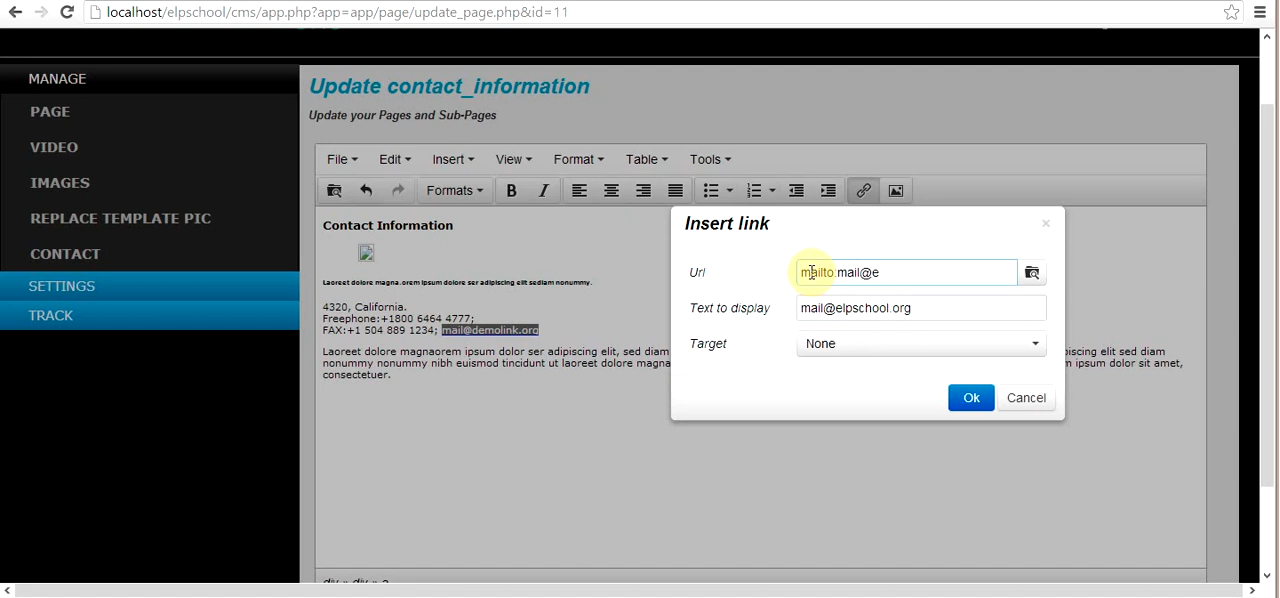 localhost/elpschool/cms/app.php?app=app/page/update_page.php&id=11
MANAGE
PAGE
VIDEO
IMAGES
REPLACE TEMPLATE PIC
CONTACT
SETTINGS
TRACK
Update contact_information
Update your Pages and Sub-Pages
File Edit Insert View Format Table Tools
Formats B I
Contact Information
Laoreet dolore magna.orem ipsum dolore ser adipiscing elit nonummy.
4320, California.
Freephone:+1800 6464 4777;
FAX:+1 504 889 1234; mail@demolink.org
Laoreet dolore magnaorem ipsum dolor ser adipiscing elit, sed diam
nonummy nonummy nibh euismod tincidunt ut laoreet dolore magna
consectetuer.
piscing elit sed diam
m ipsum dolor sit amet,
Insert link
×
Url mailto:mail@e
Text to display mail@elpschool.org
Target None
Ok Cancel